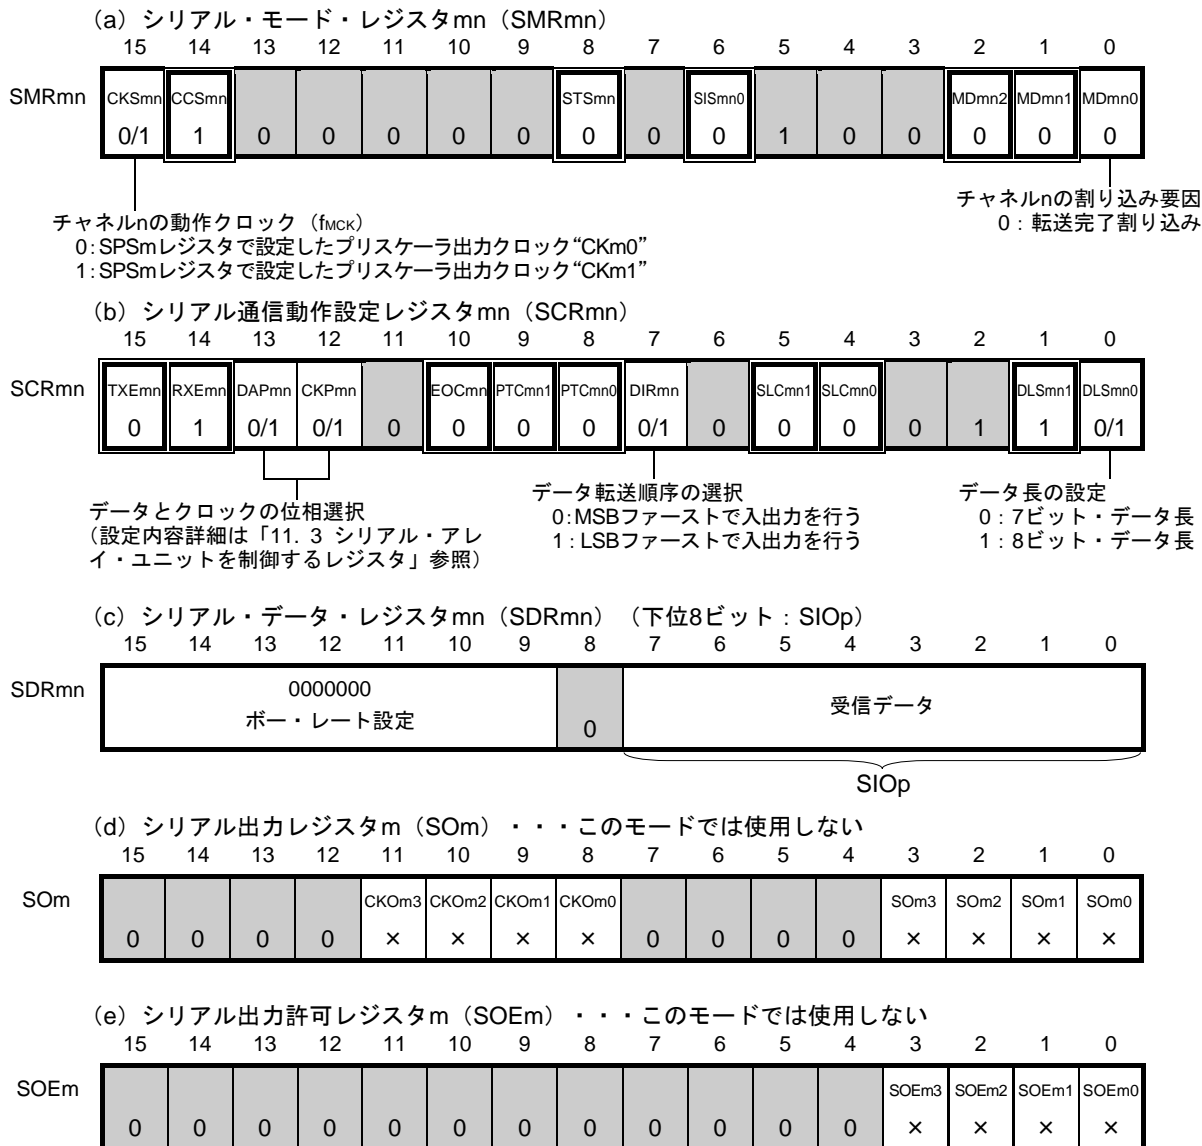 (a) シリアル・モード・レジスタmn（SMRmn）
15 14 13 12 11 10 9 8 7 6 5 4 3 2 1 0
SMRmn CKSmn CCSmn STSmn SISmn0 MDmn2 MDmn1 MDmn0
0/1 1 0 0 0 0 0 0 0 0 1 0 0 0 0 0
チャネルnの動作クロック（fMCK）
0：SPSmレジスタで設定したプリスケーラ出力クロック“CKm0”
1：SPSmレジスタで設定したプリスケーラ出力クロック“CKm1”
チャネルnの割り込み要因
0：転送完了割り込み
(b) シリアル通信動作設定レジスタmn（SCRmn）
15 14 13 12 11 10 9 8 7 6 5 4 3 2 1 0
SCRmn TXEmn RXEmn DAPmn CKPmn EOCmn PTCmn1 PTCmn0 DIRmn SLCmn1 SLCmn0 DLSmn1 DLSmn0
0 1 0/1 0/1 0 0 0 0 0/1 0 0 0 0 1 1 0/1
データとクロックの位相選択
（設定内容詳細は「11. 3 シリアル・アレ
イ・ユニットを制御するレジスタ」参照）
データ転送順序の選択
0：MSBファーストで入出力を行う
1：LSBファーストで入出力を行う
データ長の設定
0：7ビット・データ長
1：8ビット・データ長
(c) シリアル・データ・レジスタmn（SDRmn）（下位8ビット：SIOp）
15 14 13 12 11 10 9 8 7 6 5 4 3 2 1 0
SDRmn 0000000
ボー・レート設定
0
受信データ
SIOp
(d) シリアル出力レジスタm（SOm）・・・このモードでは使用しない
15 14 13 12 11 10 9 8 7 6 5 4 3 2 1 0
SOm CKOm3 CKOm2 CKOm1 CKOm0 SOm3 SOm2 SOm1 SOm0
0 0 0 0 × × × × 0 0 0 0 × × × ×
(e) シリアル出力許可レジスタm（SOEm）・・・このモードでは使用しない
15 14 13 12 11 10 9 8 7 6 5 4 3 2 1 0
SOEm SOEm3 SOEm2 SOEm1 SOEm0
0 0 0 0 0 0 0 0 0 0 0 0 × × × ×